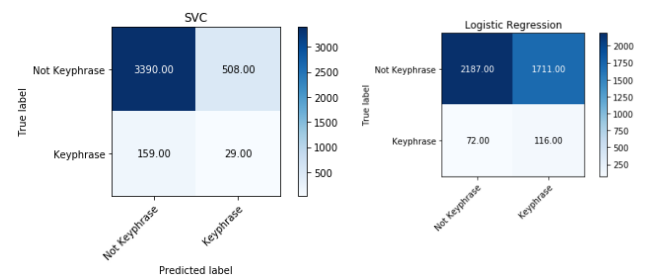 SVC
True label
Not Keyphrase
Keyphrase
3390.00
508.00
159.00
29.00
Not Keyphrase
Keyphrase
Predicted label
3000
2500
2000
1500
1000
500
Logistic Regression
True label
Not Keyphrase
Keyphrase
2187.00
1711.00
72.00
116.00
Not Keyphrase
Keyphrase
2000
1750
1500
1250
1000
750
500
250